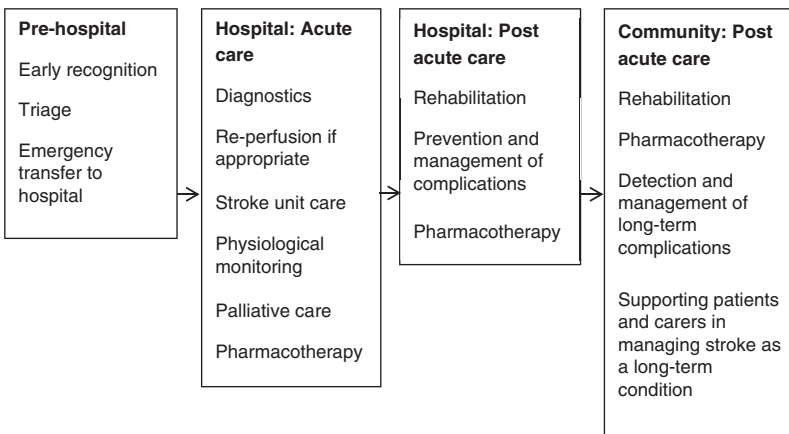 Pre-hospital
Early recognition
Triage
Emergency
transfer to
hospital
Hospital: Acute
care
Diagnostics
Re-perfusion if
appropriate
Stroke unit care
Physiological
monitoring
Palliative care
Pharmacotherapy
Hospital: Post
acute care
Rehabilitation
Prevention and
management of
complications
Pharmacotherapy
Community: Post
acute care
Rehabilitation
Pharmacotherapy
Detection and
management of
long-term
complications
Supporting patients
and carers in
managing stroke as
a long-term
condition